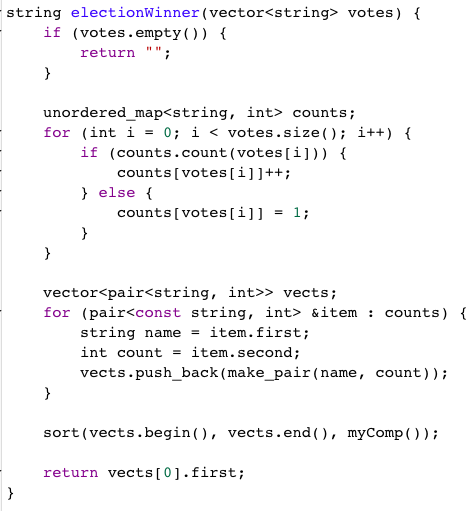 string electionWinner(vector<string> votes) {
    if (votes.empty()) {
        return "";
    }

    unordered_map<string, int> counts;
    for (int i = 0; i < votes.size(); i++) {
        if (counts.count(votes[i])) {
            counts[votes[i]]++;
        } else {
            counts[votes[i]] = 1;
        }
    }

    vector<pair<string, int>> vects;
    for (pair<const string, int> &item : counts) {
        string name = item.first;
        int count = item.second;
        vects.push_back(make_pair(name, count));
    }

    sort(vects.begin(), vects.end(), myComp());

    return vects[0].first;
}